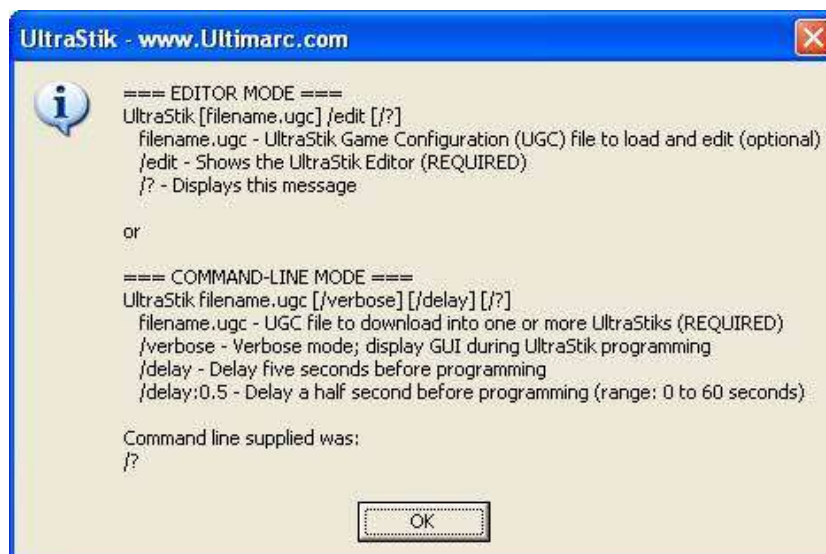 UltraStik - www.Ultimarc.com
=== EDITOR MODE ===
UltraStik [filename.ugc] /edit [/?]
filename.ugc - UltraStik Game Configuration (UGC) file to load and edit (optional)
/edit - Shows the UltraStik Editor (REQUIRED)
/? - Displays this message
or
=== COMMAND-LINE MODE ===
UltraStik filename.ugc [/verbose] [/delay] [/?]
filename.ugc - UGC file to download into one or more UltraStiks (REQUIRED)
/verbose - Verbose mode; display GUI during UltraStik programming
/delay - Delay five seconds before programming
/delay:0.5 - Delay a half second before programming (range: 0 to 60 seconds)
Command line supplied was:
/?
OK